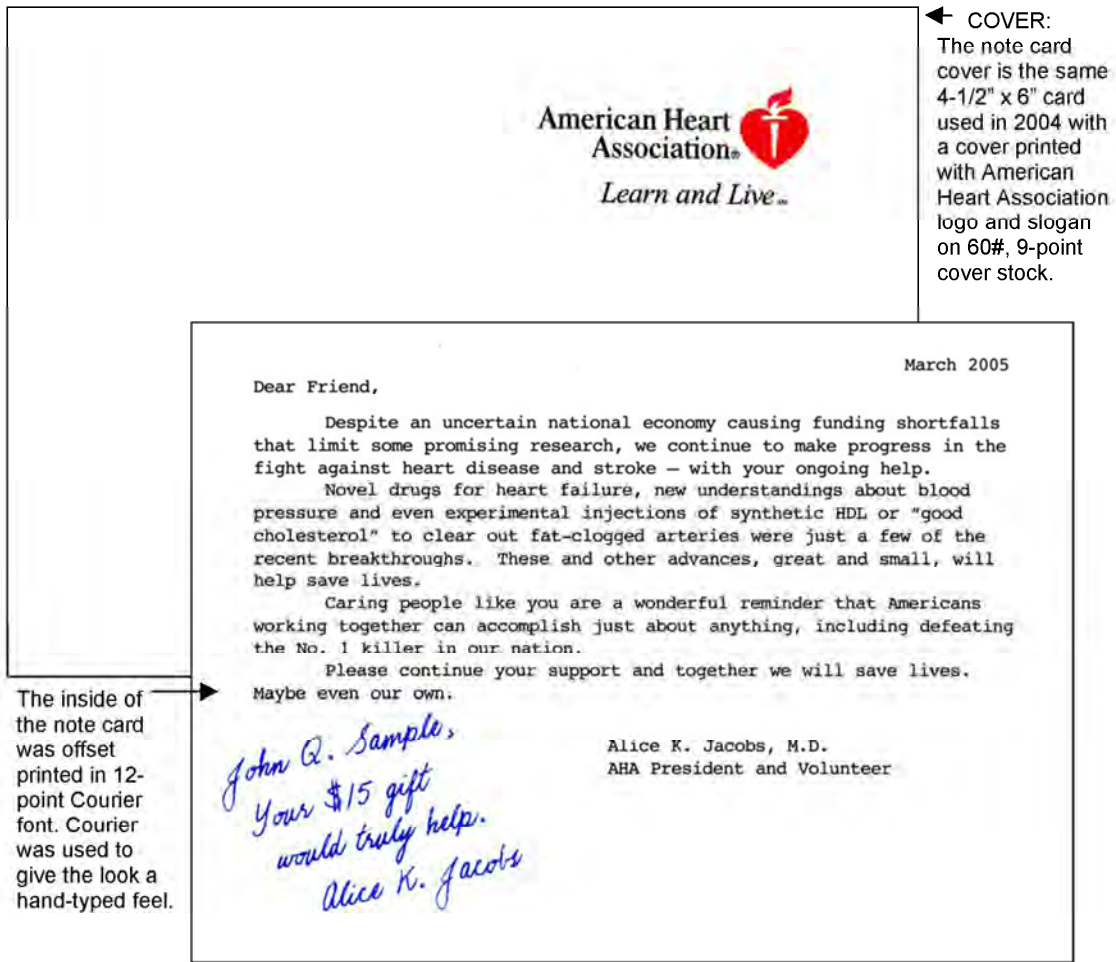 COVER:
The note card
cover is the same
4-1/2" x 6" card
used in 2004 with
a cover printed
with American
Heart Association
logo and slogan
on 60#, 9-point
cover stock.
American Heart
Association®
Learn and Live℠
March 2005
Dear Friend,
Despite an uncertain national economy causing funding shortfalls
that limit some promising research, we continue to make progress in the
fight against heart disease and stroke — with your ongoing help.
Novel drugs for heart failure, new understandings about blood
pressure and even experimental injections of synthetic HDL or "good
cholesterol" to clear out fat-clogged arteries were just a few of the
recent breakthroughs. These and other advances, great and small, will
help save lives.
Caring people like you are a wonderful reminder that Americans
working together can accomplish just about anything, including defeating
the No. 1 killer in our nation.
Please continue your support and together we will save lives.
Maybe even our own.
Alice K. Jacobs, M.D.
AHA President and Volunteer
John Q. Sample,
Your $15 gift
would truly help.
Alice K. Jacobs
The inside of
the note card
was offset
printed in 12-
point Courier
font. Courier
was used to
give the look a
hand-typed feel.